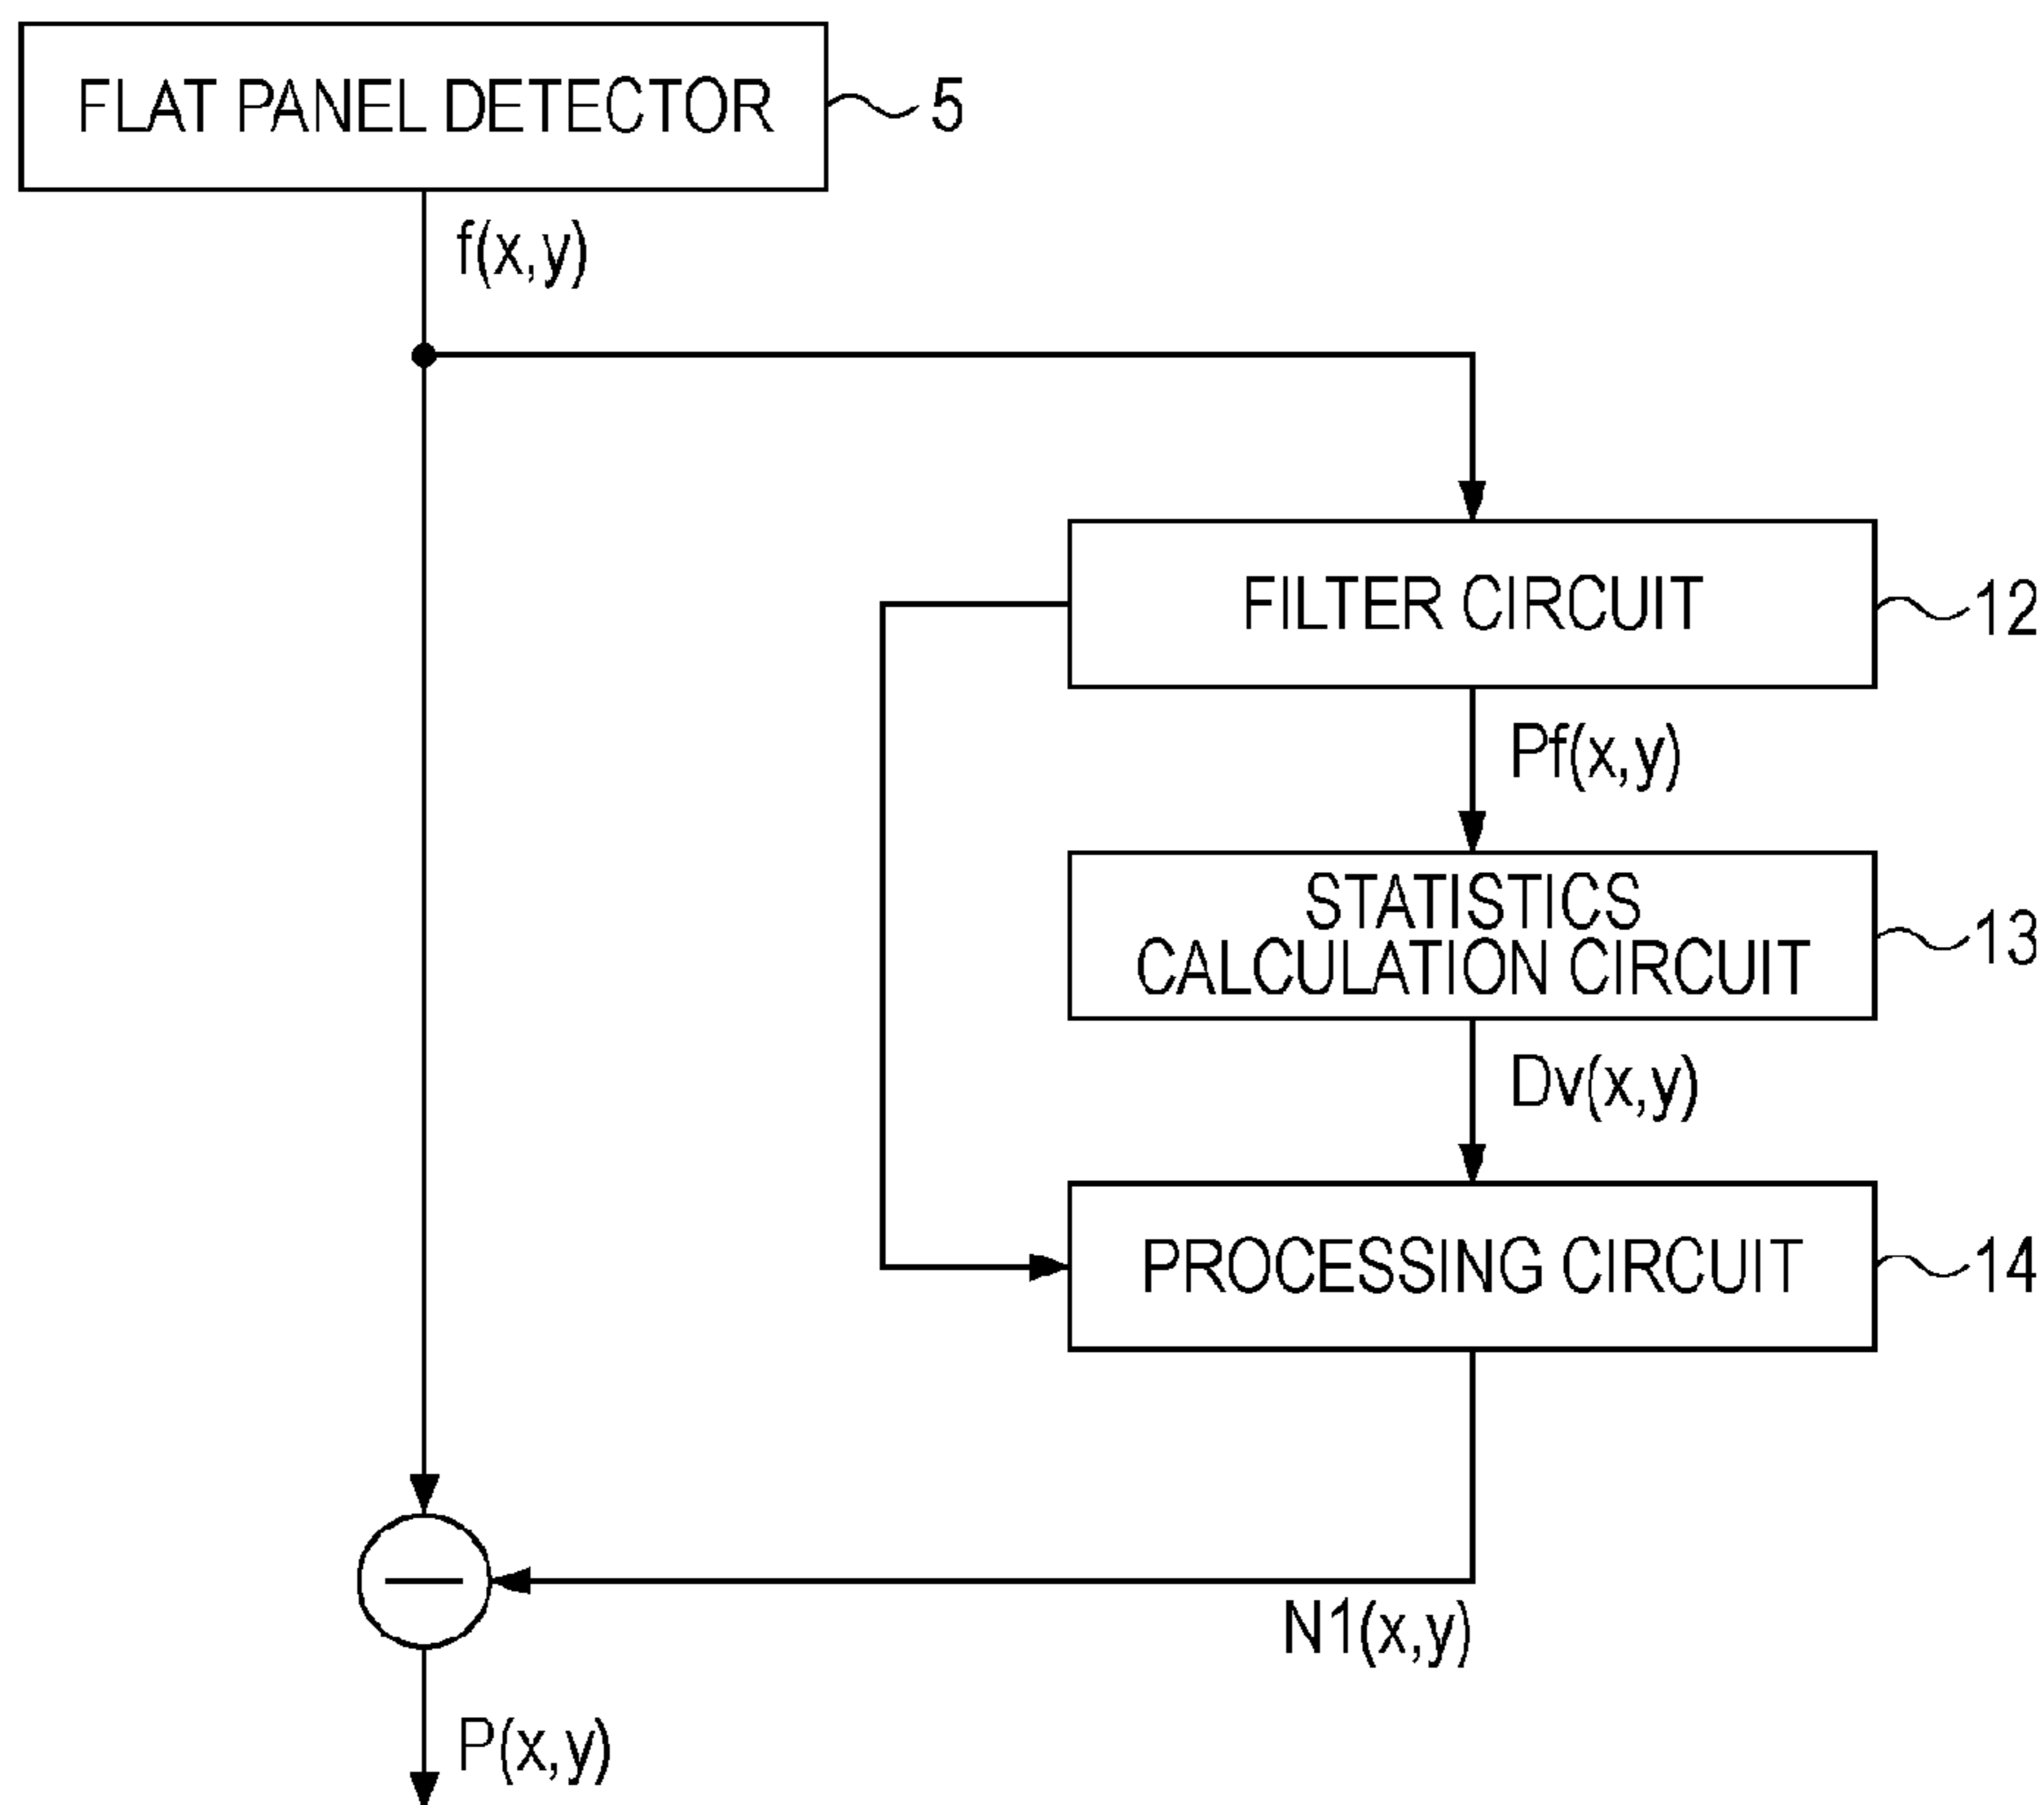 FLAT PANEL DETECTOR
5
f(x,y)
FILTER CIRCUIT
12
Pf(x,y)
STATISTICS
CALCULATION CIRCUIT
13
Dv(x,y)
PROCESSING CIRCUIT
14
N1(x,y)
P(x,y)